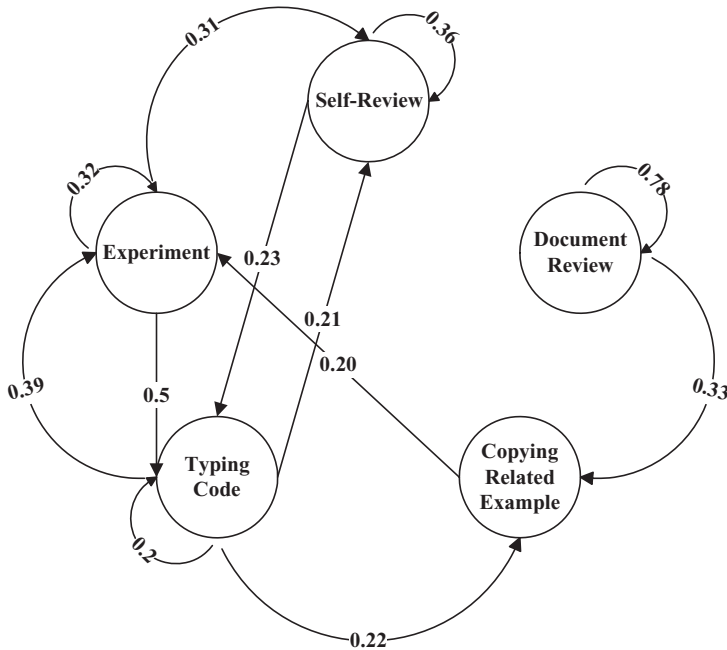 0.31
0.36
Self-Review
0.32
0.78
Experiment
Document
Review
0.23
0.21
0.20
0.39
0.5
0.33
Typing
Code
Copying
Related
Example
0.2
0.22